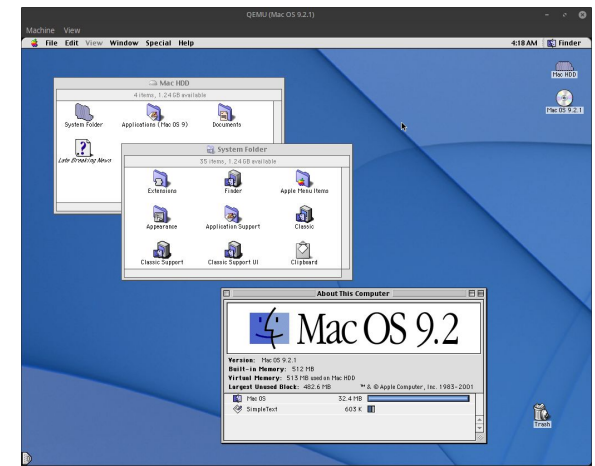 QEMU (Mac OS 9.2.1)
Machine View
File Edit View Window Special Help 4:18 AM Finder
Mac HDD
4 items, 1.24 GB available
System Folder Applications (Mac OS 9) Documents
Late Breaking News
System Folder
35 items, 1.24 GB available
Extensions Finder Apple Menu Items
Appearance Application Support Classic
Classic Support Classic Support UI Clipboard
Mac HDD
Mac OS 9.2.1
About This Computer
Mac OS 9.2
Version: Mac OS 9.2.1
Built-in Memory: 512 MB
Virtual Memory: 513 MB used on Mac HDD
Largest Unused Block: 482.6 MB ™ & © Apple Computer, Inc. 1983-2001
Mac OS 32.4 MB
SimpleText 603 K
Trash